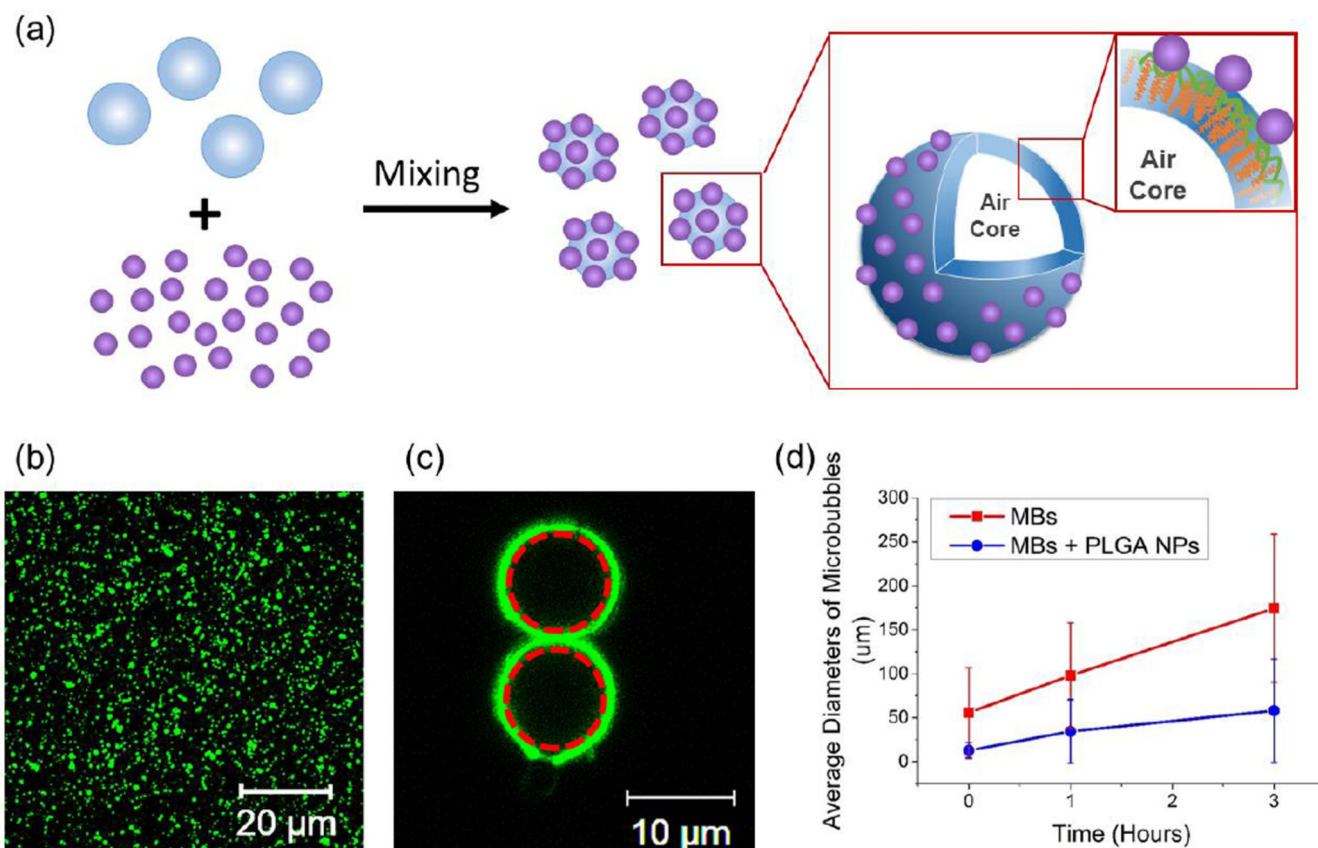 (a)
Mixing
+
Air
Core
Air
Core
(b)
20 μm
(c)
10 μm
(d)
Average Diameters of Microbubbles
(um)
300
250
200
150
100
50
0
MBs
MBs + PLGA NPs
0
1
2
3
Time (Hours)